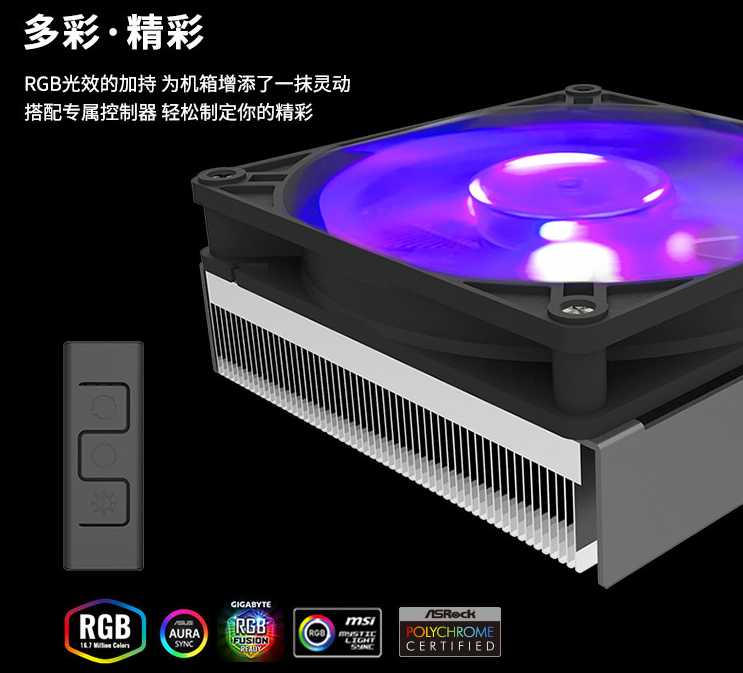 多彩·精彩
RGB光效的加持 为机箱增添了一抹灵动
搭配专属控制器 轻松制定你的精彩
RGB
16.7 Million Colors
ASUS
AURA
SYNC
GIGABYTE
RGB
FUSION
READY
RGB
msi
MYSTIC
LIGHT
SYNC
ASRock
POLYCHROME
CERTIFIED